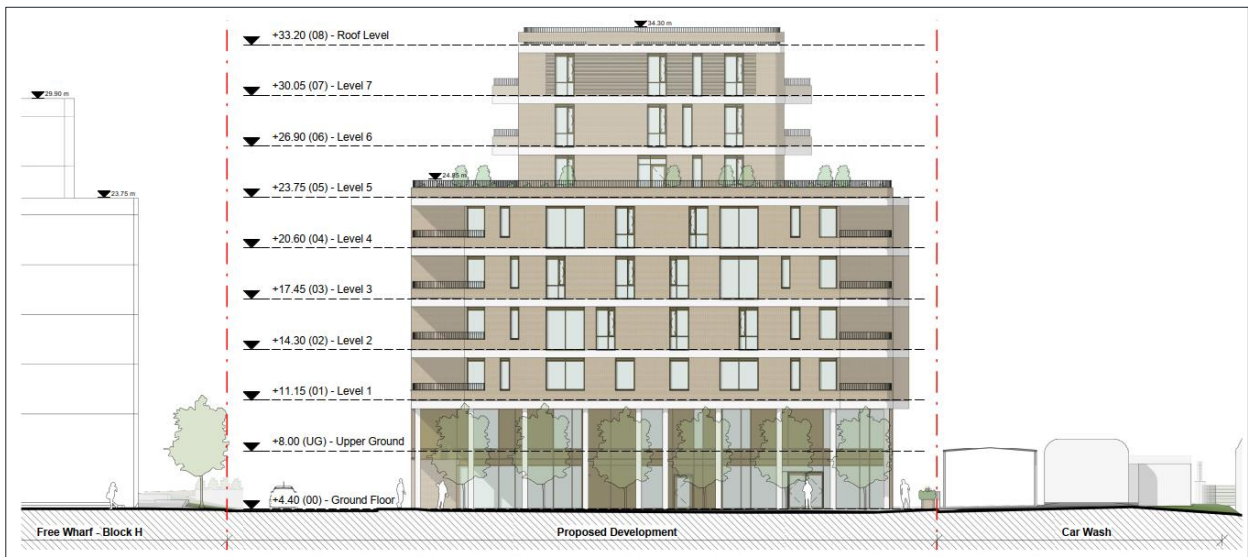 34.30 m
+33.20 (08) - Roof Level
+30.05 (07) - Level 7
29.90 m
+26.90 (06) - Level 6
24.85 m
+23.75 (05) - Level 5
23.75 m
+20.60 (04) - Level 4
+17.45 (03) - Level 3
+14.30 (02) - Level 2
+11.15 (01) - Level 1
+8.00 (UG) - Upper Ground
+4.40 (00) - Ground Floor
Free Wharf - Block H
Proposed Development
Car Wash